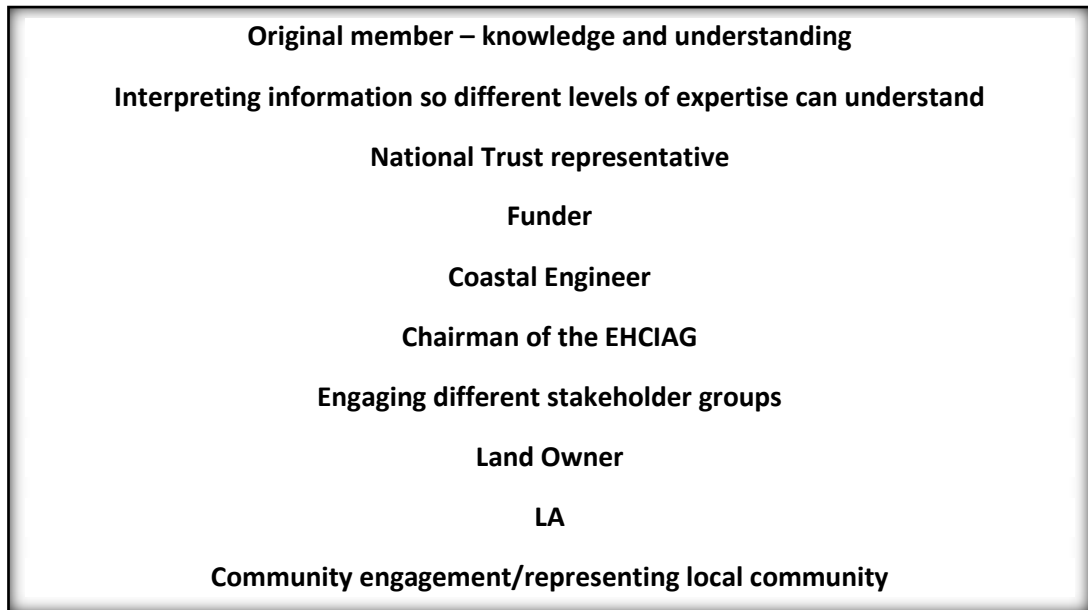 Original member – knowledge and understanding
Interpreting information so different levels of expertise can understand
National Trust representative
Funder
Coastal Engineer
Chairman of the EHCIAG
Engaging different stakeholder groups
Land Owner
LA
Community engagement/representing local community